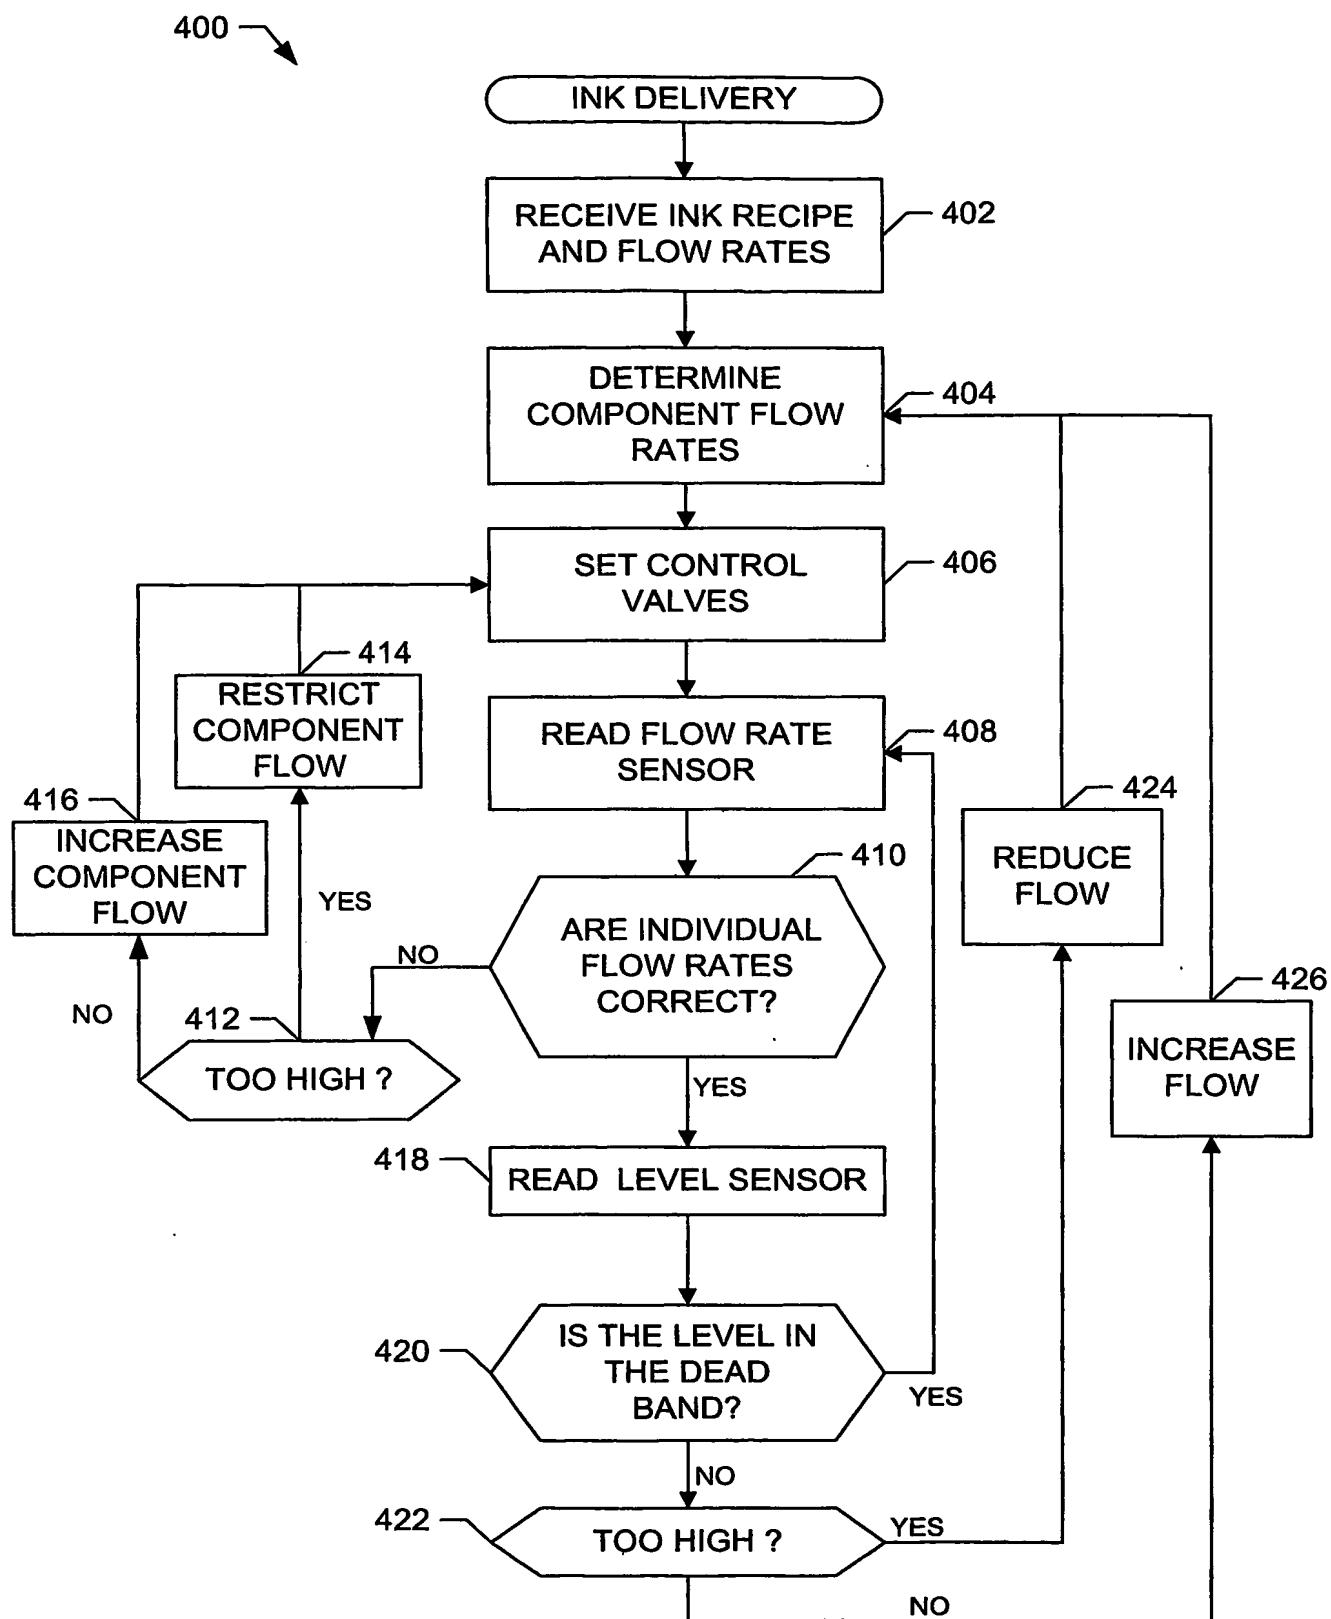 400
INK DELIVERY
RECEIVE INK RECIPE
AND FLOW RATES
402
DETERMINE
COMPONENT FLOW
RATES
404
SET CONTROL
VALVES
406
414
RESTRICT
COMPONENT
FLOW
READ FLOW RATE
SENSOR
408
416
INCREASE
COMPONENT
FLOW
YES
424
REDUCE
FLOW
410
ARE INDIVIDUAL
FLOW RATES
CORRECT?
NO
NO
412
TOO HIGH ?
426
INCREASE
FLOW
YES
418
READ LEVEL SENSOR
420
IS THE LEVEL IN
THE DEAD
BAND?
YES
NO
422
TOO HIGH ?
YES
NO